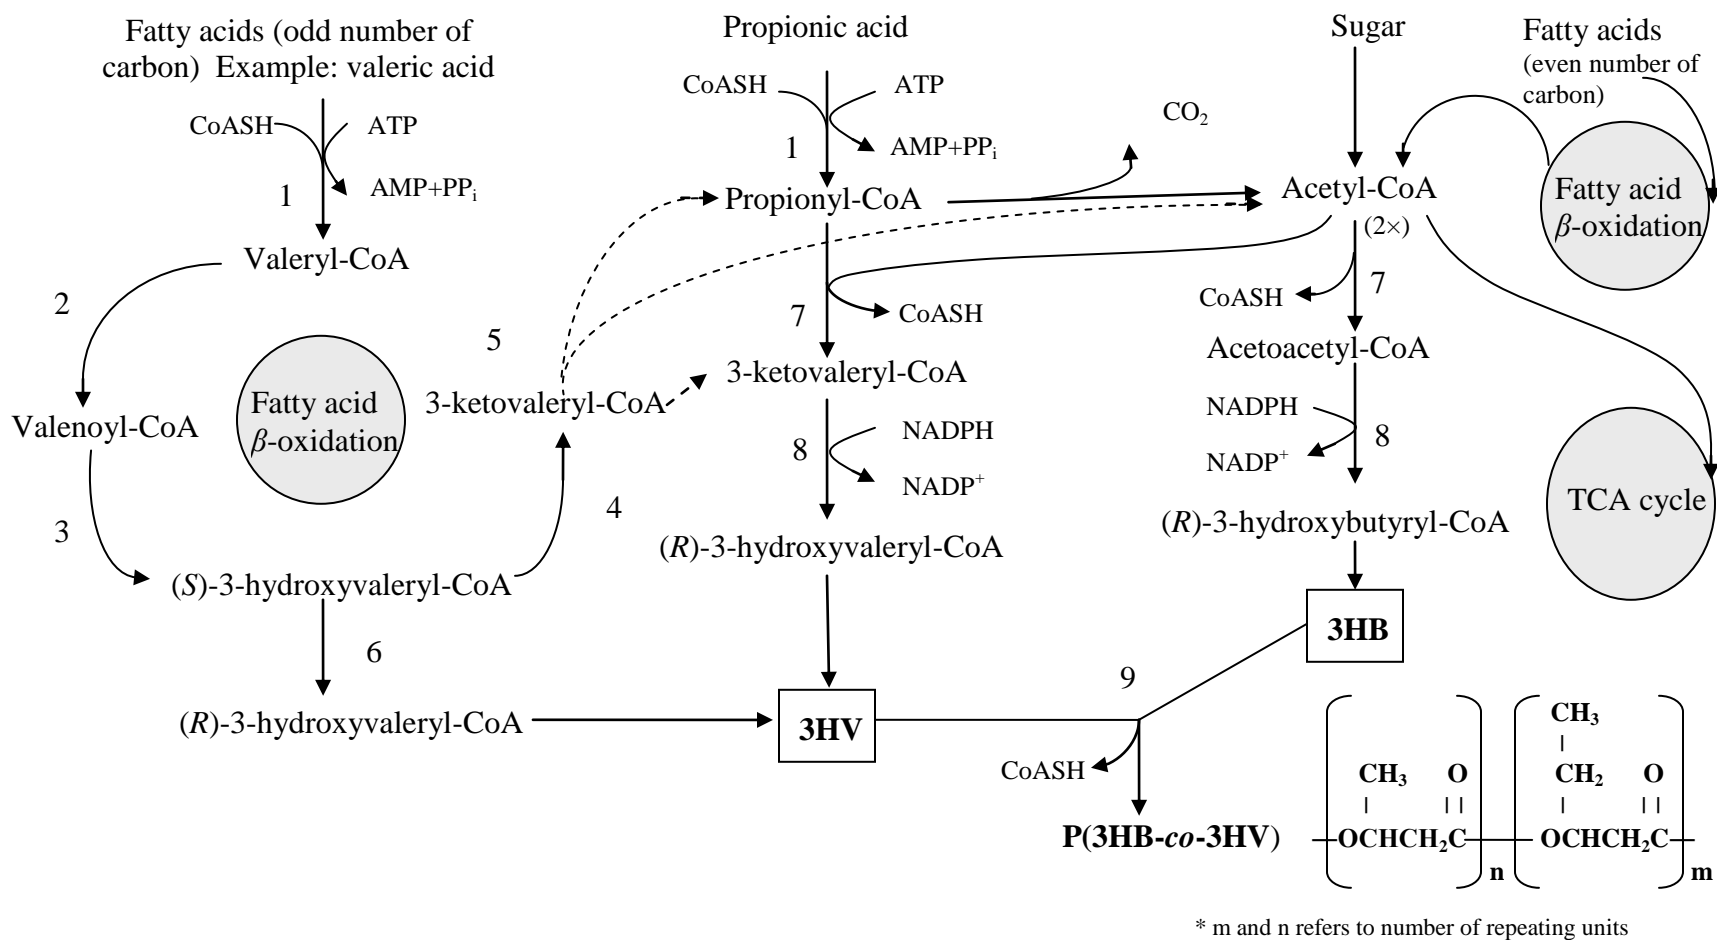 Fatty acids (odd number of
carbon)  Example: valeric acid
CoASH
ATP
1
AMP+PPi
Valeryl-CoA
2
Fatty acid
β-oxidation
Valenoyl-CoA
3
(S)-3-hydroxyvaleryl-CoA
4
5
3-ketovaleryl-CoA
6
(R)-3-hydroxyvaleryl-CoA
Propionic acid
CoASH
ATP
1
AMP+PPi
Propionyl-CoA
CO2
7
CoASH
3-ketovaleryl-CoA
8
NADPH
NADP+
(R)-3-hydroxyvaleryl-CoA
3HV
Sugar
Acetyl-CoA
(2×)
CoASH
7
Acetoacetyl-CoA
NADPH
8
NADP+
(R)-3-hydroxybutyryl-CoA
3HB
Fatty acids
(even number of
carbon)
Fatty acid
β-oxidation
TCA cycle
9
CoASH
P(3HB-co-3HV)
CH3
CH3 O CH2 O
OCHCH2C OCHCH2C
n m
* m and n refers to number of repeating units